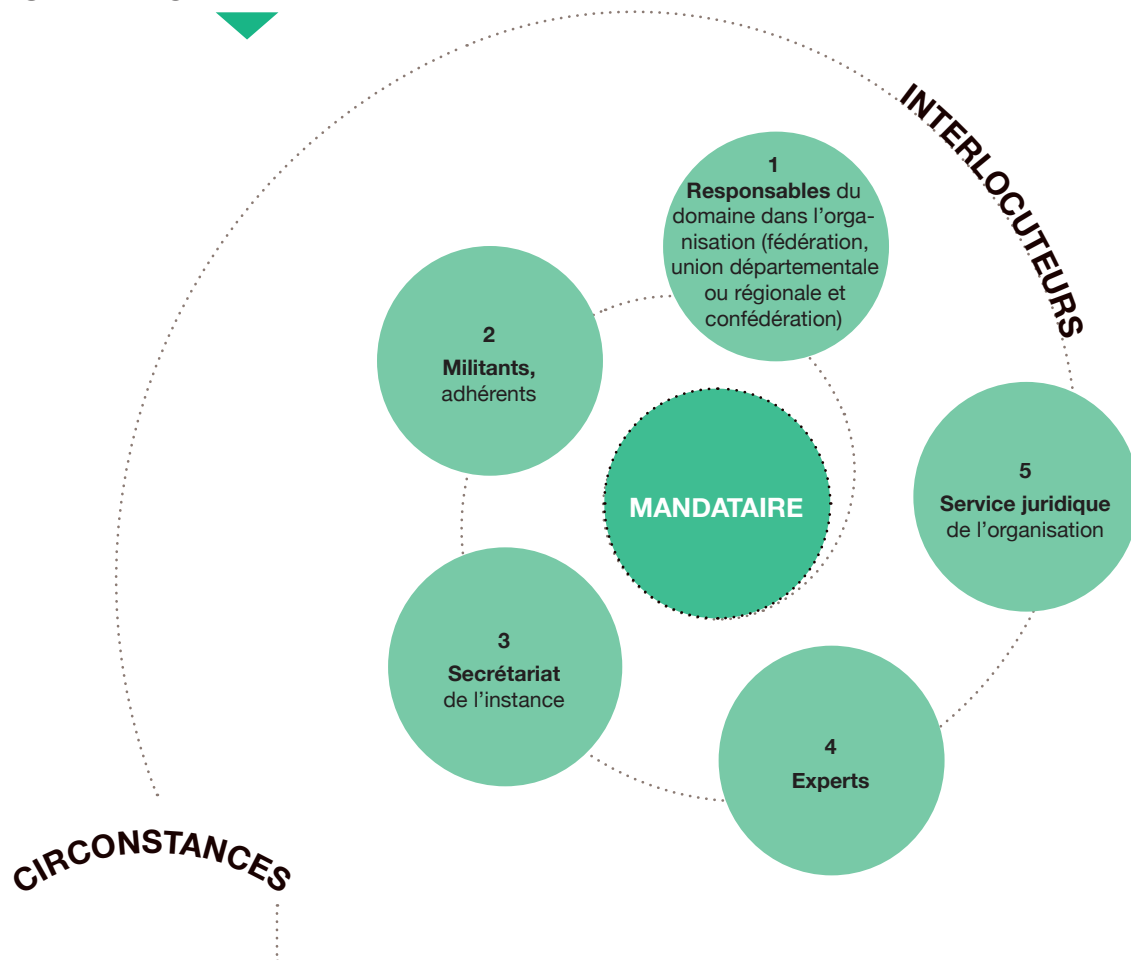 INTERLOCUTEURS
1
Responsables du
domaine dans l'orga-
nisation (fédération,
union départementale
ou régionale et
confédération)
2
Militants,
adhérents
MANDATAIRE
5
Service juridique
de l'organisation
3
Secrétariat
de l'instance
4
Experts
CIRCONSTANCES